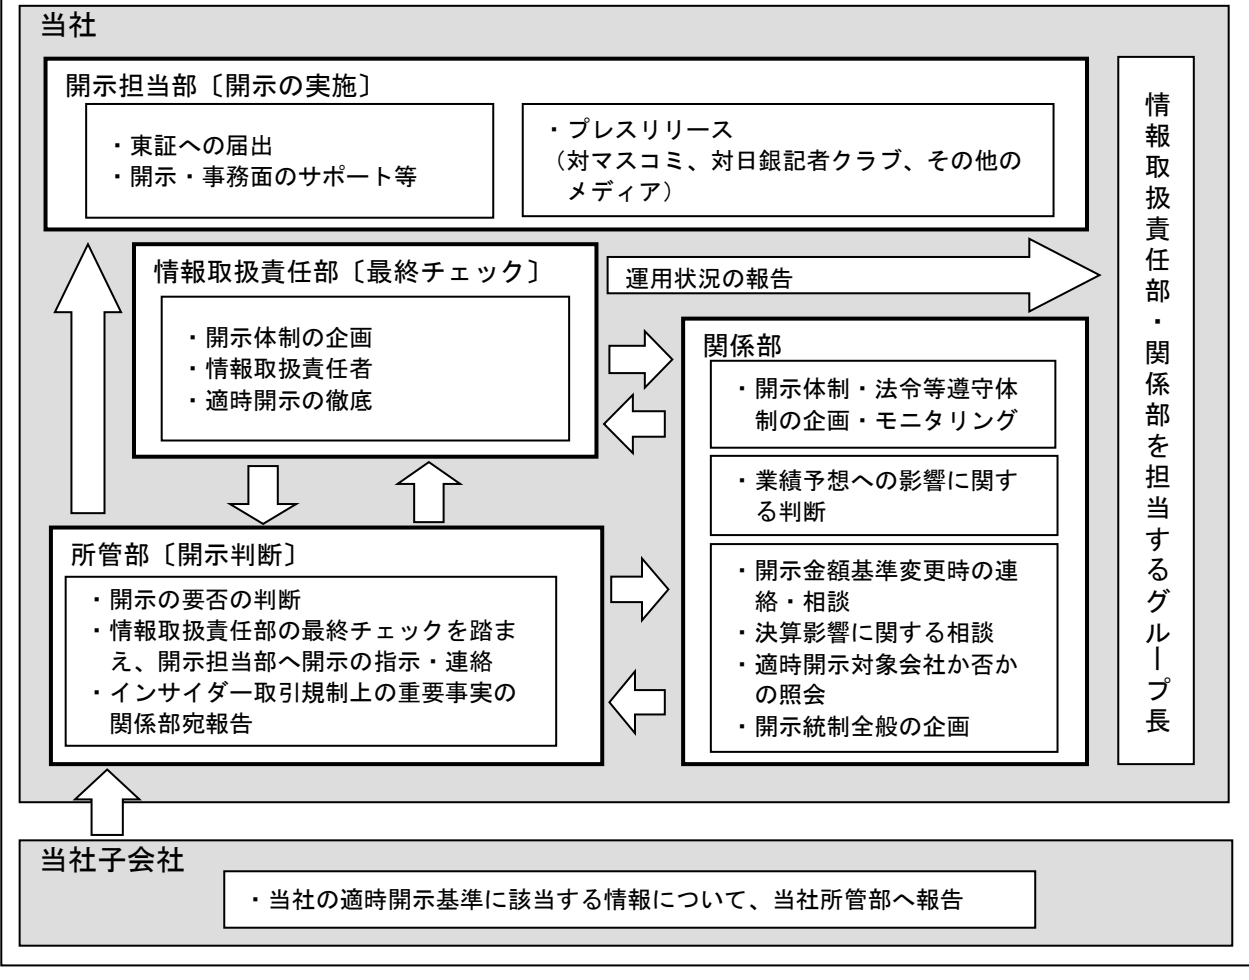 当社
開示担当部〔開示の実施〕
・東証への届出
・開示・事務面のサポート等
・プレスリリース
（対マスコミ、対日銀記者クラブ、その他の
メディア）
情報取扱責任部・関係部を担当するグループ長
情報取扱責任部〔最終チェック〕
・開示体制の企画
・情報取扱責任者
・適時開示の徹底
運用状況の報告
関係部
・開示体制・法令等遵守体
制の企画・モニタリング
・業績予想への影響に関す
る判断
・開示金額基準変更時の連
絡・相談
・決算影響に関する相談
・適時開示対象会社か否か
の照会
・開示統制全般の企画
所管部〔開示判断〕
・開示の要否の判断
・情報取扱責任部の最終チェックを踏ま
え、開示担当部へ開示の指示・連絡
・インサイダー取引規制上の重要事実の
関係部宛報告
当社子会社
・当社の適時開示基準に該当する情報について、当社所管部へ報告